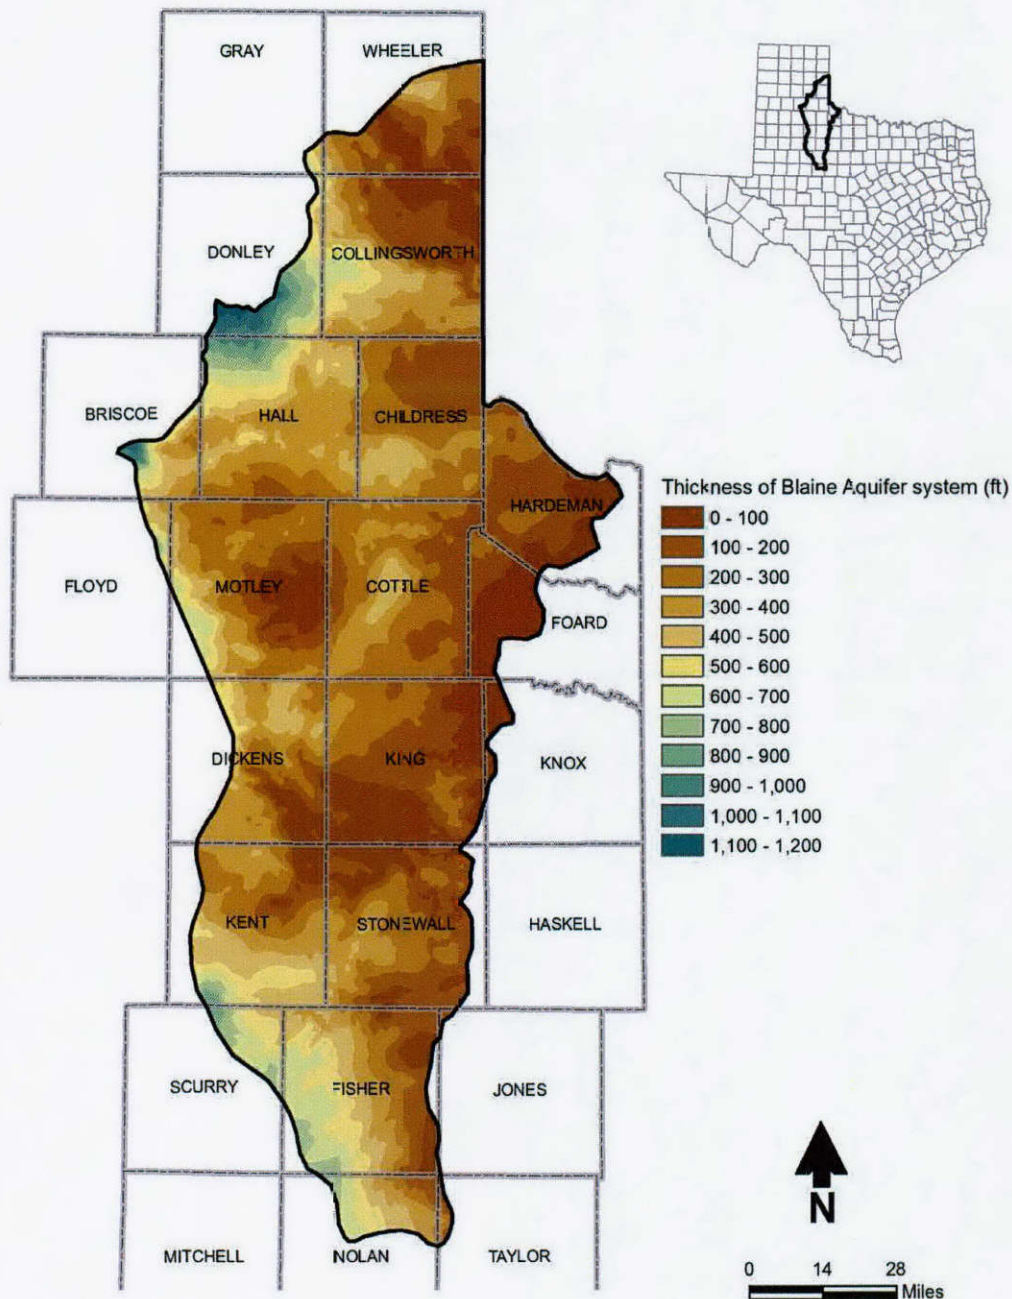 GRAY
WHEELER
DONLEY
COLLINGSWORTH
BRISCOE
HALL
CHILDRESS
HARDEMAN
FLOYD
MOTLEY
COTTLE
FOARD
DICKENS
KING
KNOX
KENT
STONEWALL
HASKELL
SCURRY
FISHER
JONES
MITCHELL
NOLAN
TAYLOR
Thickness of Blaine Aquifer system (ft)
0 - 100
100 - 200
200 - 300
300 - 400
400 - 500
500 - 600
600 - 700
700 - 800
800 - 900
900 - 1,000
1,000 - 1,100
1,100 - 1,200
N
0 14 28
Miles